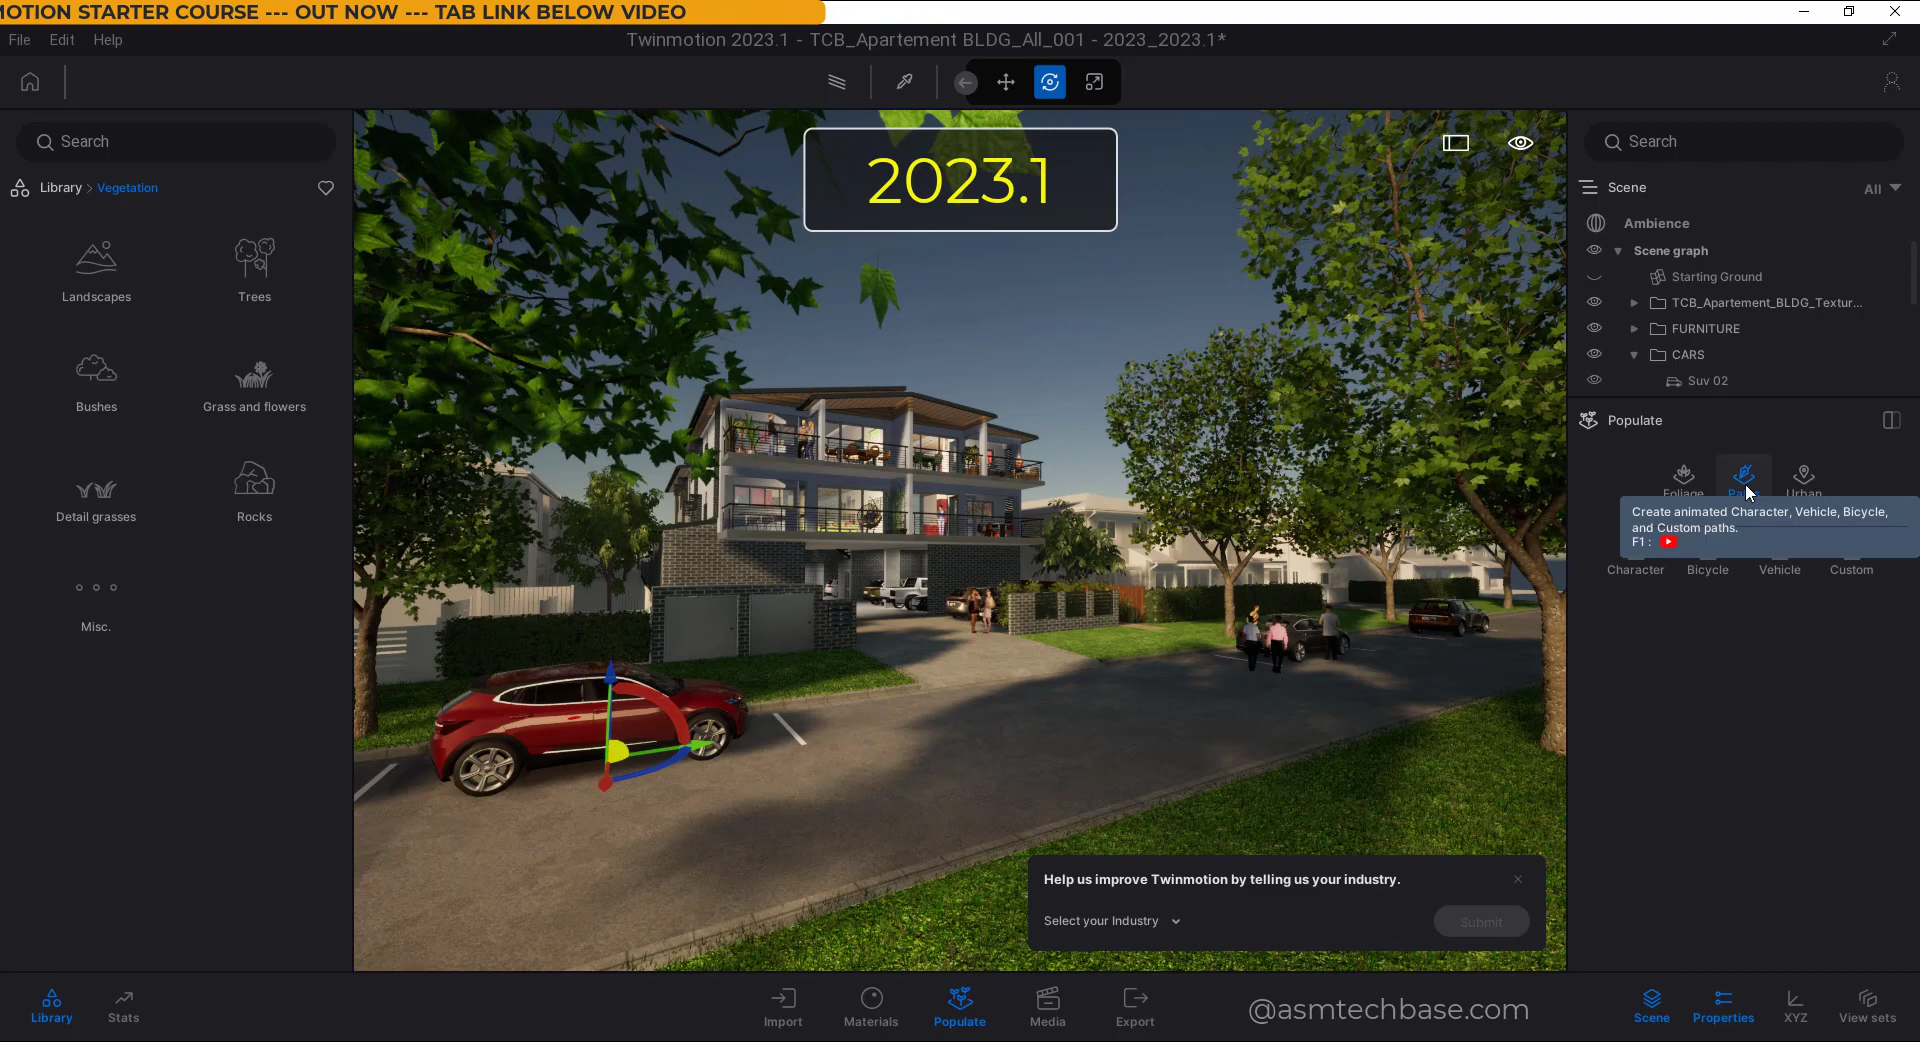 MOTION STARTER COURSE --- OUT NOW --- TAB LINK BELOW VIDEO
File Edit Help
Twinmotion 2023.1 - TCB_Apartement BLDG_All_001 - 2023_2023.1*
Search
Library > Vegetation
Landscapes
Trees
Bushes
Grass and flowers
Detail grasses
Rocks
Misc.
2023.1
Search
Scene
All
Ambience
Scene graph
Starting Ground
TCB_Apartement_BLDG_Textur...
FURNITURE
CARS
Suv 02
Populate
Foliage
Urban
Create animated Character, Vehicle, Bicycle,
and Custom paths.
F1 :
Character
Bicycle
Vehicle
Custom
Help us improve Twinmotion by telling us your industry.
Select your Industry
Submit
Library
Stats
Import
Materials
Populate
Media
Export
@asmtechbase.com
Scene
Properties
XYZ
View sets